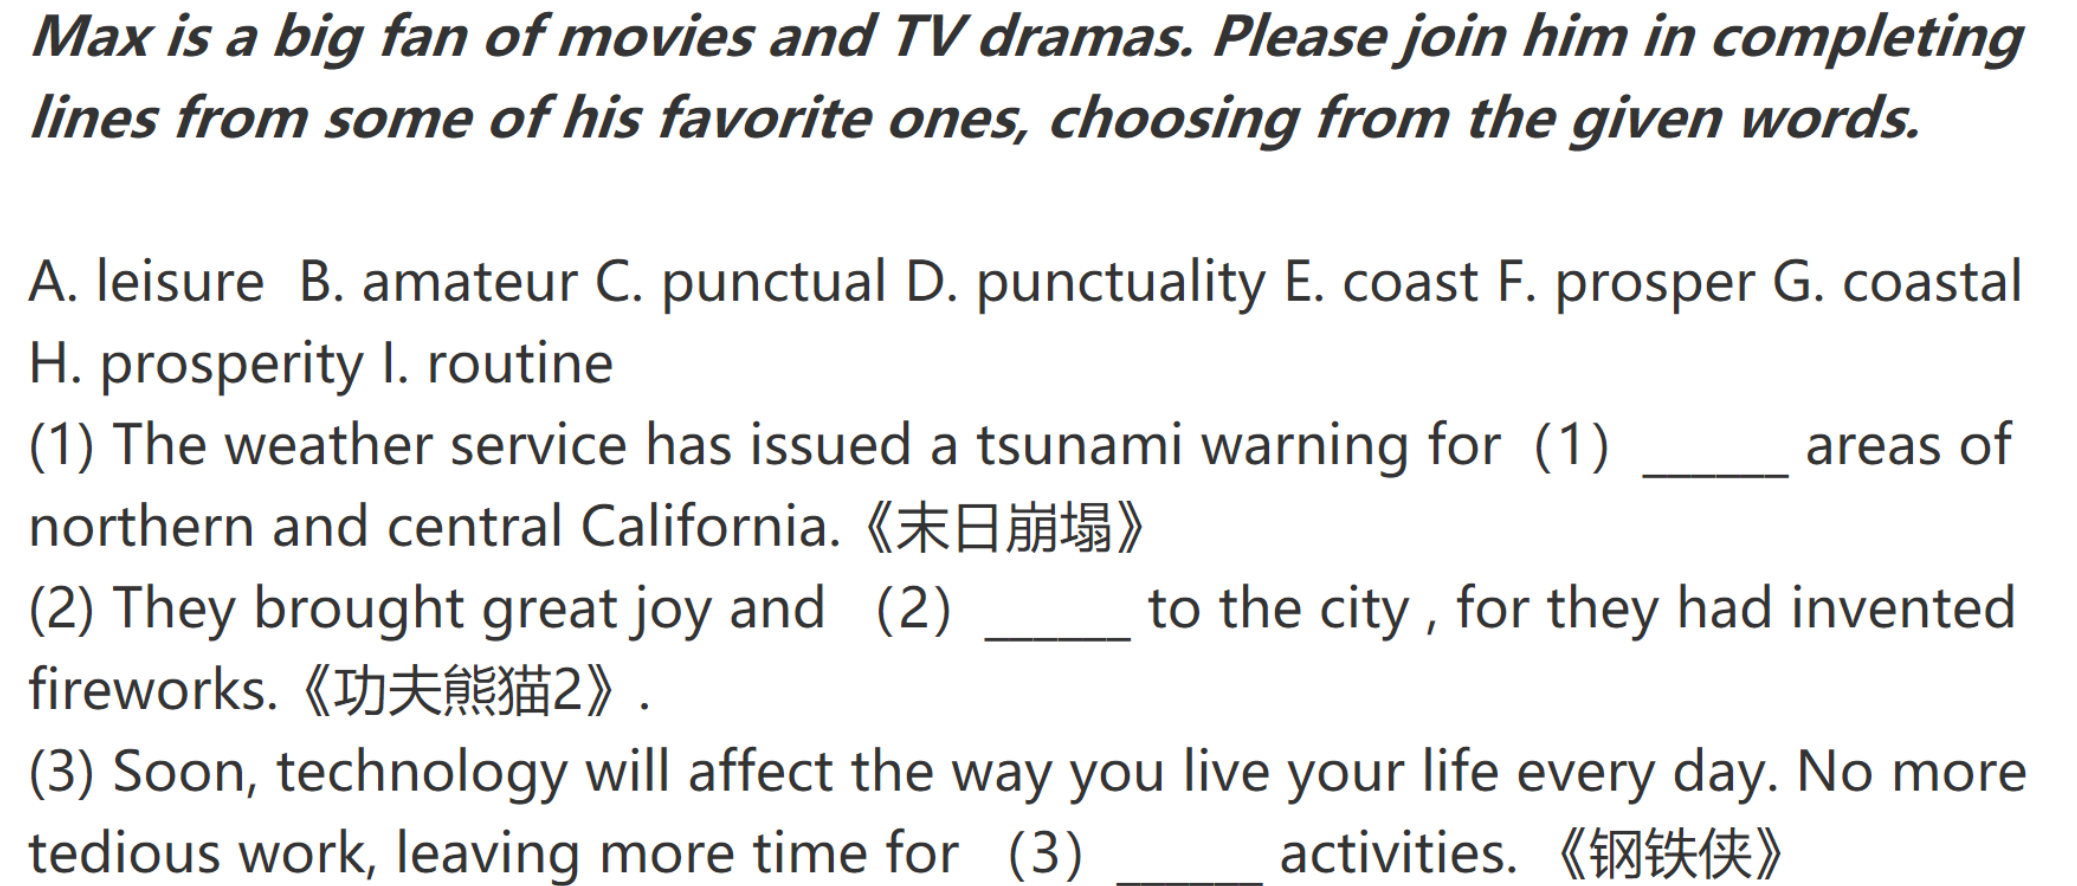 Max is a big fan of movies and TV dramas. Please join him in completing
lines from some of his favorite ones, choosing from the given words.
A. leisure  B. amateur C. punctual D. punctuality E. coast F. prosper G. coastal
H. prosperity I. routine
(1) The weather service has issued a tsunami warning for（1）______ areas of
northern and central California.《末日崩塌》
(2) They brought great joy and （2）______ to the city , for they had invented
fireworks.《功夫熊猫2》.
(3) Soon, technology will affect the way you live your life every day. No more
tedious work, leaving more time for （3）______ activities. 《钢铁侠》